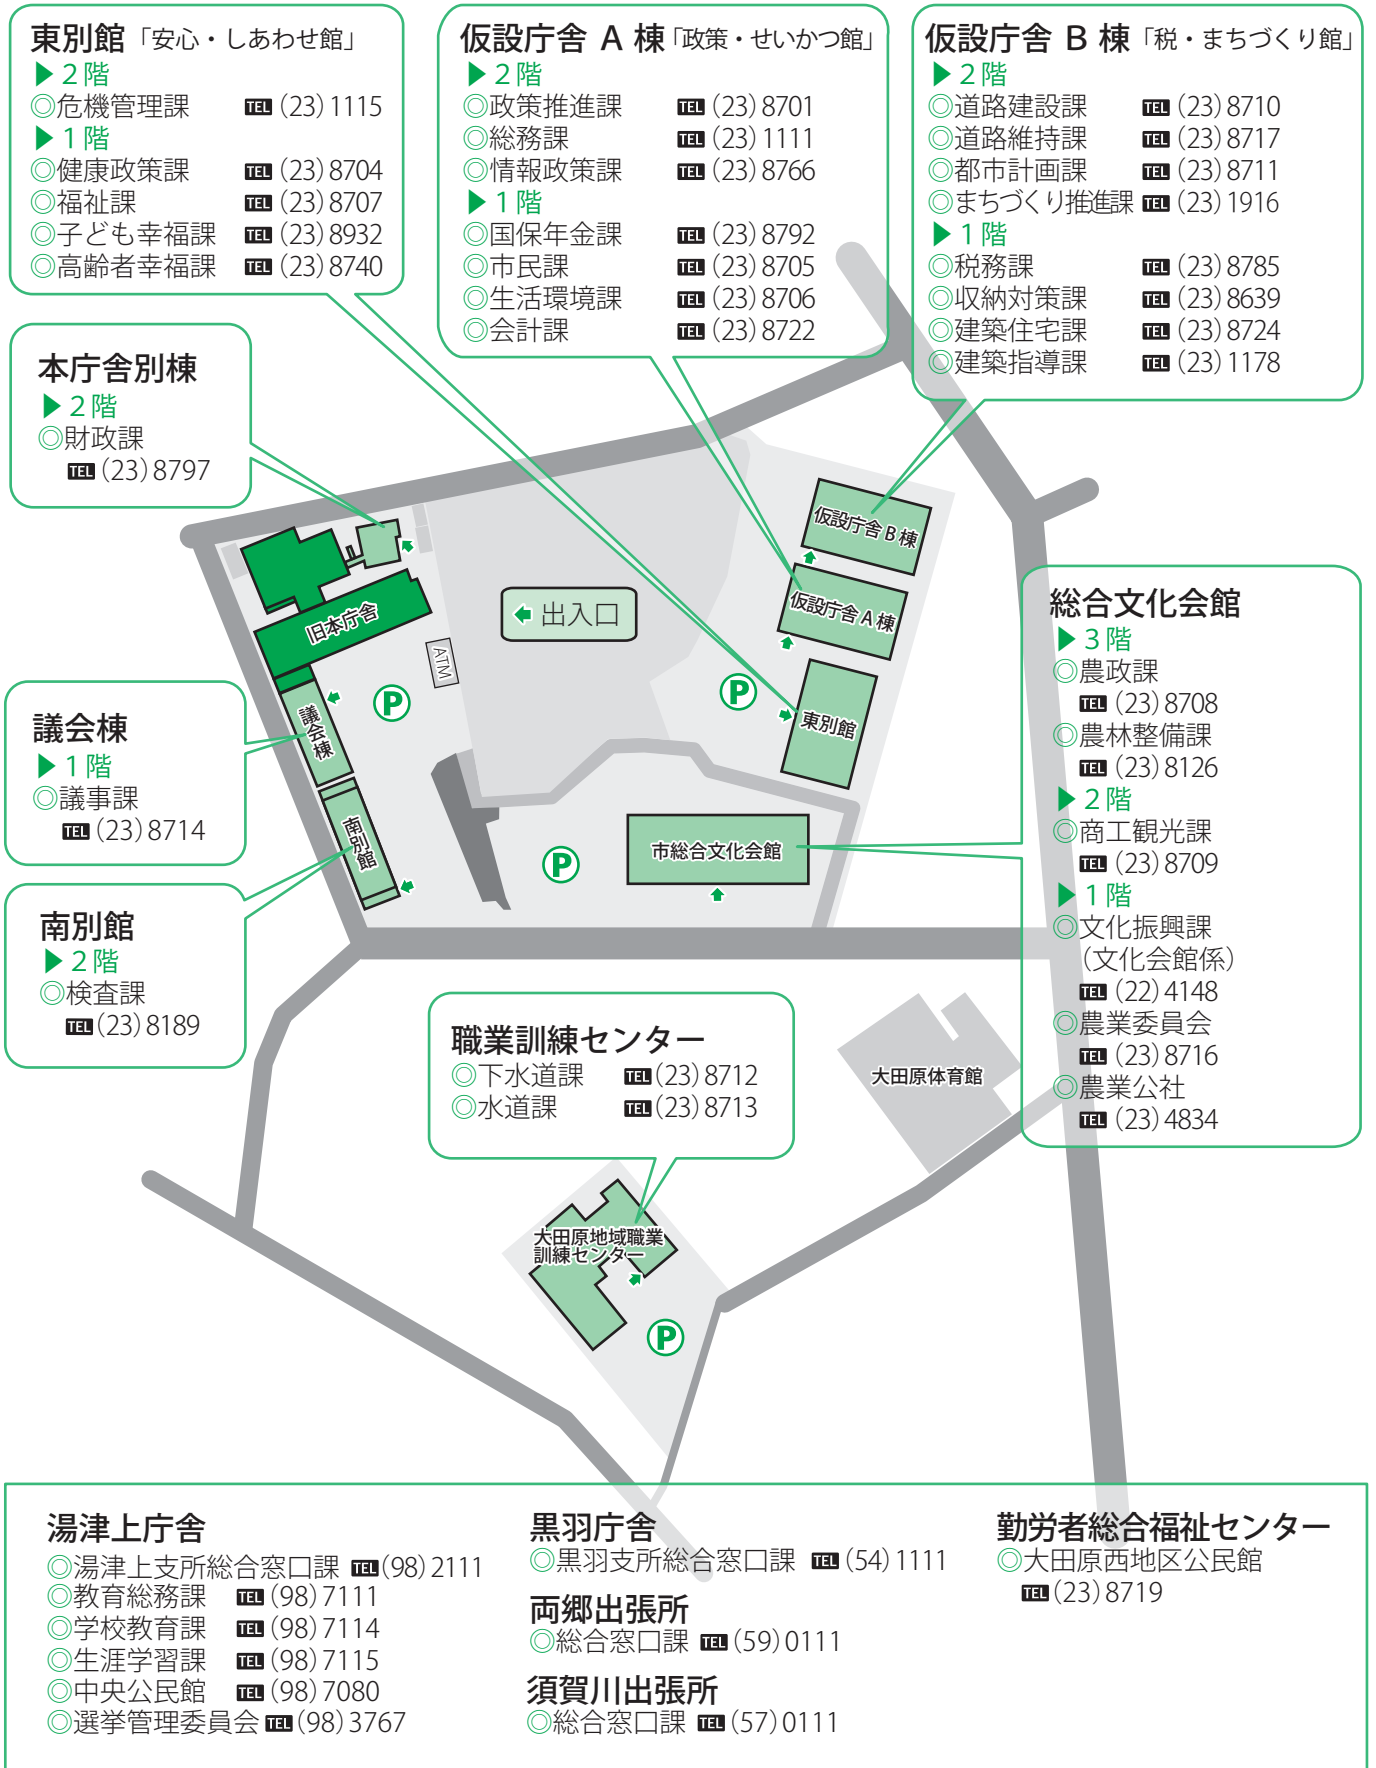 東別館「安心・しあわせ館」
▶2階
◎危機管理課 TEL (23)1115
▶1階
◎健康政策課 TEL (23)8704
◎福祉課 TEL (23)8707
◎子ども幸福課 TEL (23)8932
◎高齢者幸福課 TEL (23)8740
仮設庁舎 A 棟「政策・せいかつ館」
▶2階
◎政策推進課 TEL (23)8701
◎総務課 TEL (23)1111
◎情報政策課 TEL (23)8766
▶1階
◎国保年金課 TEL (23)8792
◎市民課 TEL (23)8705
◎生活環境課 TEL (23)8706
◎会計課 TEL (23)8722
仮設庁舎 B 棟「税・まちづくり館」
▶2階
◎道路建設課 TEL (23)8710
◎道路維持課 TEL (23)8717
◎都市計画課 TEL (23)8711
◎まちづくり推進課 TEL (23)1916
▶1階
◎税務課 TEL (23)8785
◎収納対策課 TEL (23)8639
◎建築住宅課 TEL (23)8724
◎建築指導課 TEL (23)1178
本庁舎別棟
▶2階
◎財政課
TEL (23)8797
仮設庁舎 B 棟
仮設庁舎 A 棟
東別館
出入口
旧本庁舎
ATM
P
P
議会棟
南別館
P
市総合文化会館
議会棟
▶1階
◎議事課
TEL (23)8714
南別館
▶2階
◎検査課
TEL (23)8189
総合文化会館
▶3階
◎農政課
TEL (23)8708
◎農林整備課
TEL (23)8126
▶2階
◎商工観光課
TEL (23)8709
▶1階
◎文化振興課
(文化会館係)
TEL (22)4148
◎農業委員会
TEL (23)8716
◎農業公社
TEL (23)4834
職業訓練センター
◎下水道課 TEL (23)8712
◎水道課 TEL (23)8713
大田原体育館
大田原地域職業
訓練センター
P
湯津上庁舎
◎湯津上支所総合窓口課 TEL (98)2111
◎教育総務課 TEL (98)7111
◎学校教育課 TEL (98)7114
◎生涯学習課 TEL (98)7115
◎中央公民館 TEL (98)7080
◎選挙管理委員会 TEL (98)3767
黒羽庁舎
◎黒羽支所総合窓口課 TEL (54)1111
両郷出張所
◎総合窓口課 TEL (59)0111
須賀川出張所
◎総合窓口課 TEL (57)0111
勤労者総合福祉センター
◎大田原西地区公民館
TEL (23)8719